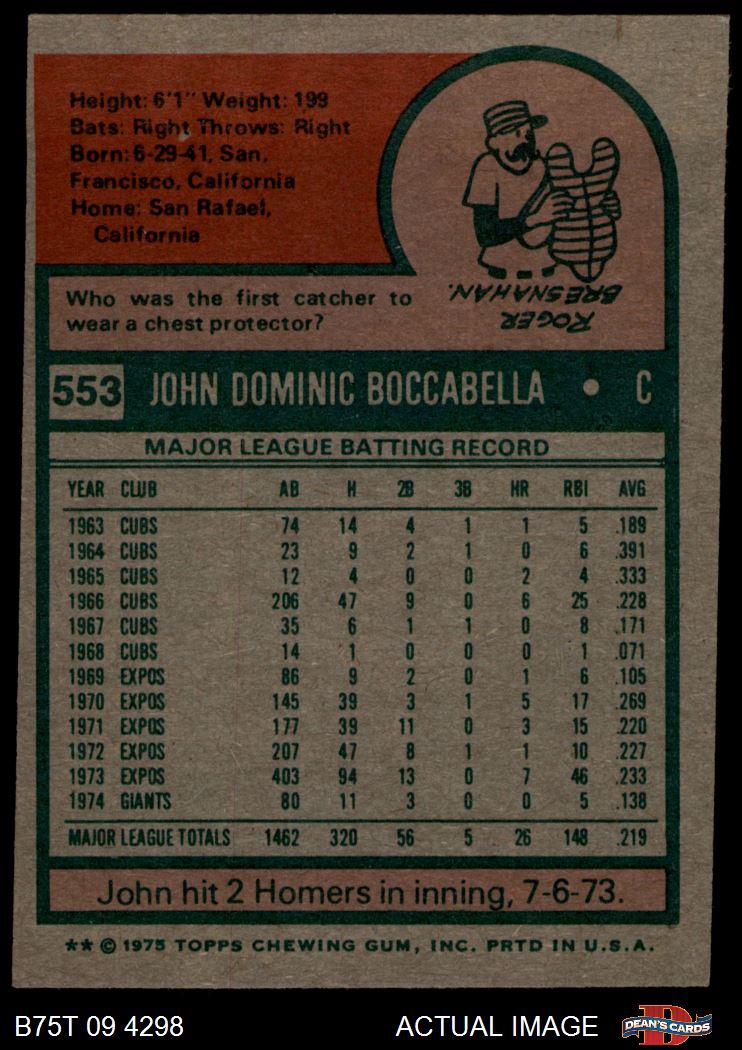 Height: 6'1" Weight: 199
Bats: Right Throws: Right
Born: 6-29-41, San,
Francisco, California
Home: San Rafael,
California
Who was the first catcher to
wear a chest protector?
ROGER
BRESNAHAN.
553 JOHN DOMINIC BOCCABELLA • C
MAJOR LEAGUE BATTING RECORD
YEAR CLUB AB H 2B 3B HR RBI AVG
1963 CUBS 74 14 4 1 1 5 .189
1964 CUBS 23 9 2 1 0 6 .391
1965 CUBS 12 4 0 0 2 4 .333
1966 CUBS 206 47 9 0 6 25 .228
1967 CUBS 35 6 1 1 0 8 .171
1968 CUBS 14 1 0 0 0 1 .071
1969 EXPOS 86 9 2 0 1 6 .105
1970 EXPOS 145 39 3 1 5 17 .269
1971 EXPOS 177 39 11 0 3 15 .220
1972 EXPOS 207 47 8 1 1 10 .227
1973 EXPOS 403 94 13 0 7 46 .233
1974 GIANTS 80 11 3 0 0 5 .138
MAJOR LEAGUE TOTALS 1462 320 56 5 26 148 .219
John hit 2 Homers in inning, 7-6-73.
** © 1975 TOPPS CHEWING GUM, INC. PRTD IN U.S.A.
B75T 09 4298 ACTUAL IMAGE D DEAN'S CARDS